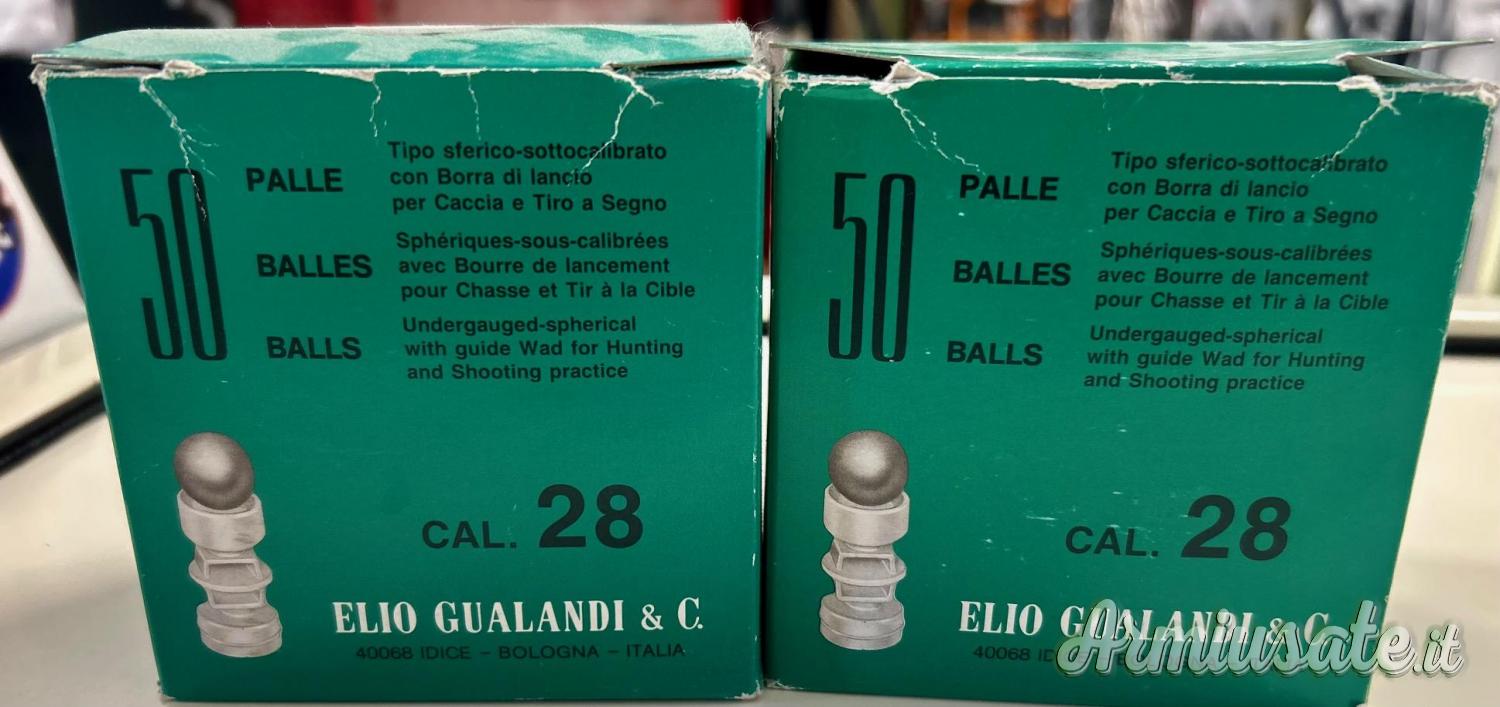 50
PALLE
Tipo sferico-sottocalibrato
con Borra di lancio
per Caccia e Tiro a Segno
BALLES
Sphériques-sous-calibrées
avec Bourre de lancement
pour Chasse et Tir à la Cible
BALLS
Undergauged-spherical
with guide Wad for Hunting
and Shooting practice
CAL. 28
ELIO GUALANDI & C.
40068 IDICE – BOLOGNA – ITALIA
50
PALLE
Tipo sferico-sottocalibrato
con Borra di lancio
per Caccia e Tiro a Segno
BALLES
Sphériques-sous-calibrées
avec Bourre de lancement
pour Chasse et Tir à la Cible
BALLS
Undergauged-spherical
with guide Wad for Hunting
and Shooting practice
CAL. 28
ELIO GUALANDI & C.
40068
Armiusate.it